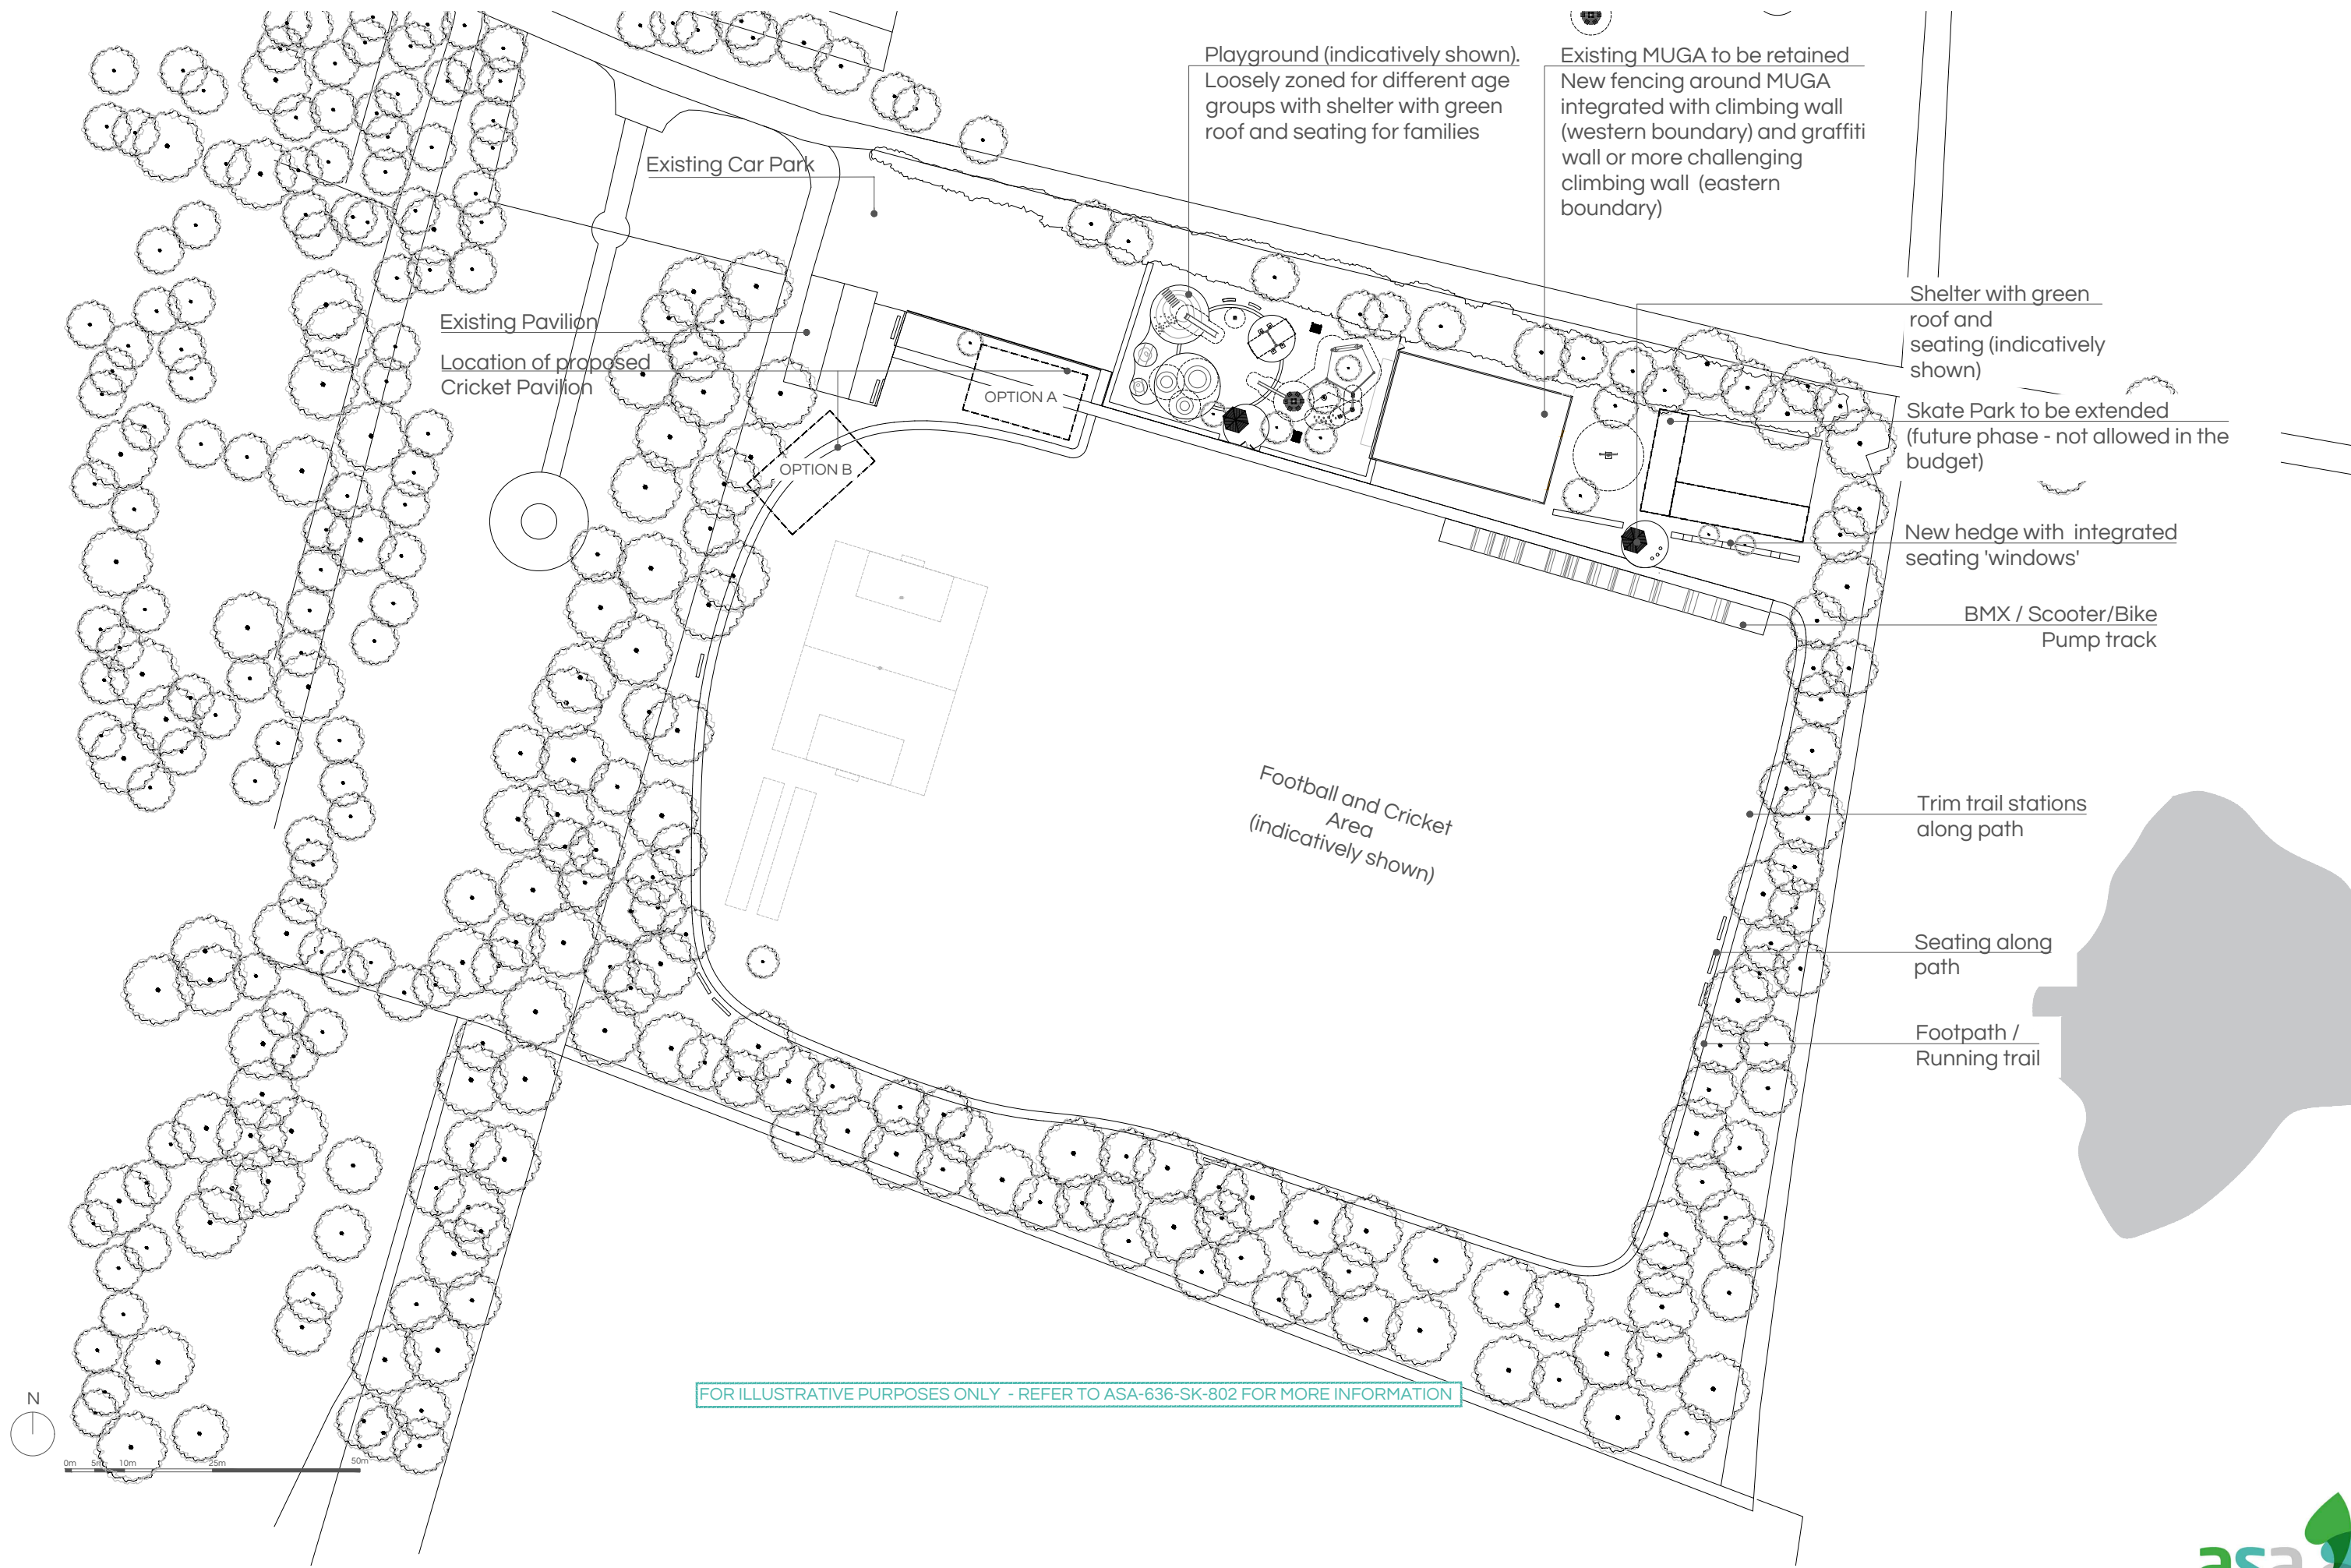 Playground (indicatively shown).
Loosely zoned for different age
groups with shelter with green
roof and seating for families
Existing MUGA to be retained
New fencing around MUGA
integrated with climbing wall
(western boundary) and graffiti
wall or more challenging
climbing wall (eastern
boundary)
Existing Car Park
Existing Pavilion
Location of proposed
Cricket Pavilion
OPTION A
OPTION B
Shelter with green
roof and
seating (indicatively
shown)
Skate Park to be extended
(future phase - not allowed in the
budget)
New hedge with integrated
seating 'windows'
BMX / Scooter/Bike
Pump track
Football and Cricket
Area
(indicatively shown)
Trim trail stations
along path
Seating along
path
Footpath /
Running trail
FOR ILLUSTRATIVE PURPOSES ONLY - REFER TO ASA-636-SK-802 FOR MORE INFORMATION
N
0m 5m 10m 25m 50m
asa